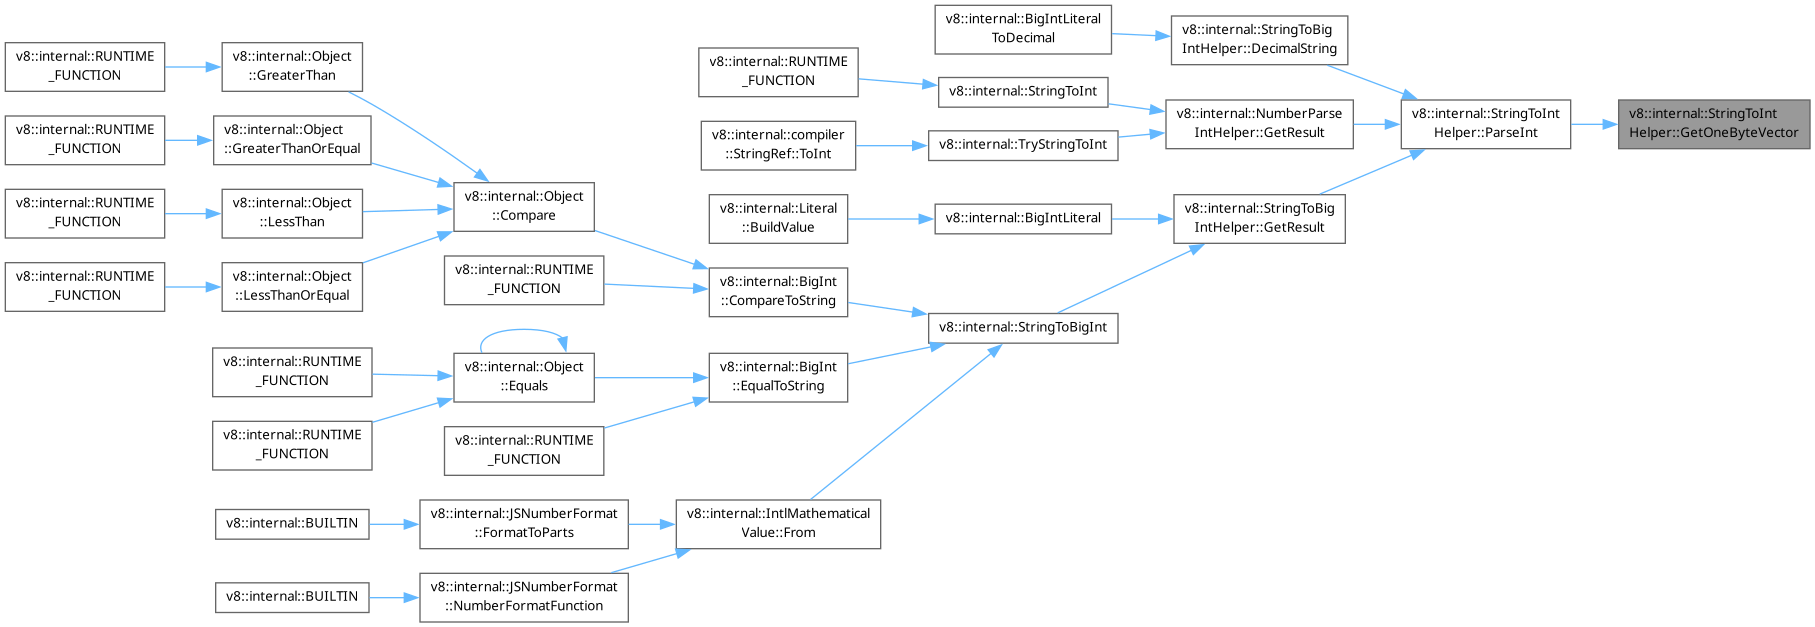 v8::internal::RUNTIME
_FUNCTION
v8::internal::RUNTIME
_FUNCTION
v8::internal::RUNTIME
_FUNCTION
v8::internal::RUNTIME
_FUNCTION
v8::internal::Object
::GreaterThan
v8::internal::Object
::GreaterThanOrEqual
v8::internal::Object
::LessThan
v8::internal::Object
::LessThanOrEqual
v8::internal::RUNTIME
_FUNCTION
v8::internal::RUNTIME
_FUNCTION
v8::internal::BUILTIN
v8::internal::BUILTIN
v8::internal::Object
::Compare
v8::internal::RUNTIME
_FUNCTION
v8::internal::Object
::Equals
v8::internal::RUNTIME
_FUNCTION
v8::internal::JSNumberFormat
::FormatToParts
v8::internal::JSNumberFormat
::NumberFormatFunction
v8::internal::RUNTIME
_FUNCTION
v8::internal::compiler
::StringRef::ToInt
v8::internal::Literal
::BuildValue
v8::internal::BigInt
::CompareToString
v8::internal::BigInt
::EqualToString
v8::internal::IntlMathematical
Value::From
v8::internal::BigIntLiteral
ToDecimal
v8::internal::StringToInt
v8::internal::TryStringToInt
v8::internal::BigIntLiteral
v8::internal::StringToBigInt
v8::internal::StringToBig
IntHelper::DecimalString
v8::internal::NumberParse
IntHelper::GetResult
v8::internal::StringToBig
IntHelper::GetResult
v8::internal::StringToInt
Helper::ParseInt
v8::internal::StringToInt
Helper::GetOneByteVector